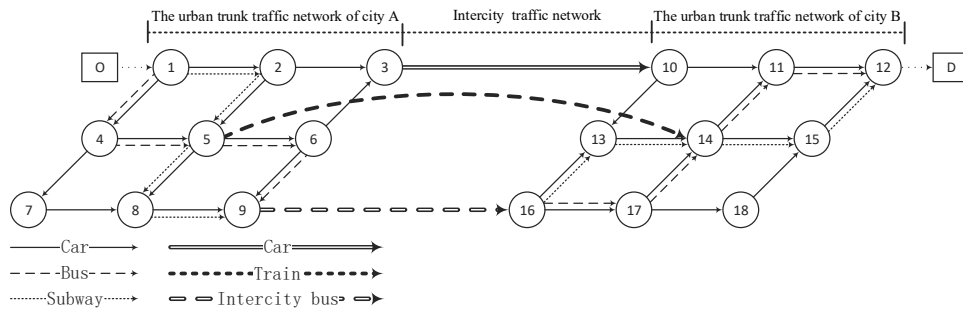 The urban trunk traffic network of city A Intercity traffic network The urban trunk traffic network of city B
O 1 2 3 10 11 12 D
4 5 6 13 14 15
7 8 9 16 17 18
Car Car
Bus Train
Subway Intercity bus